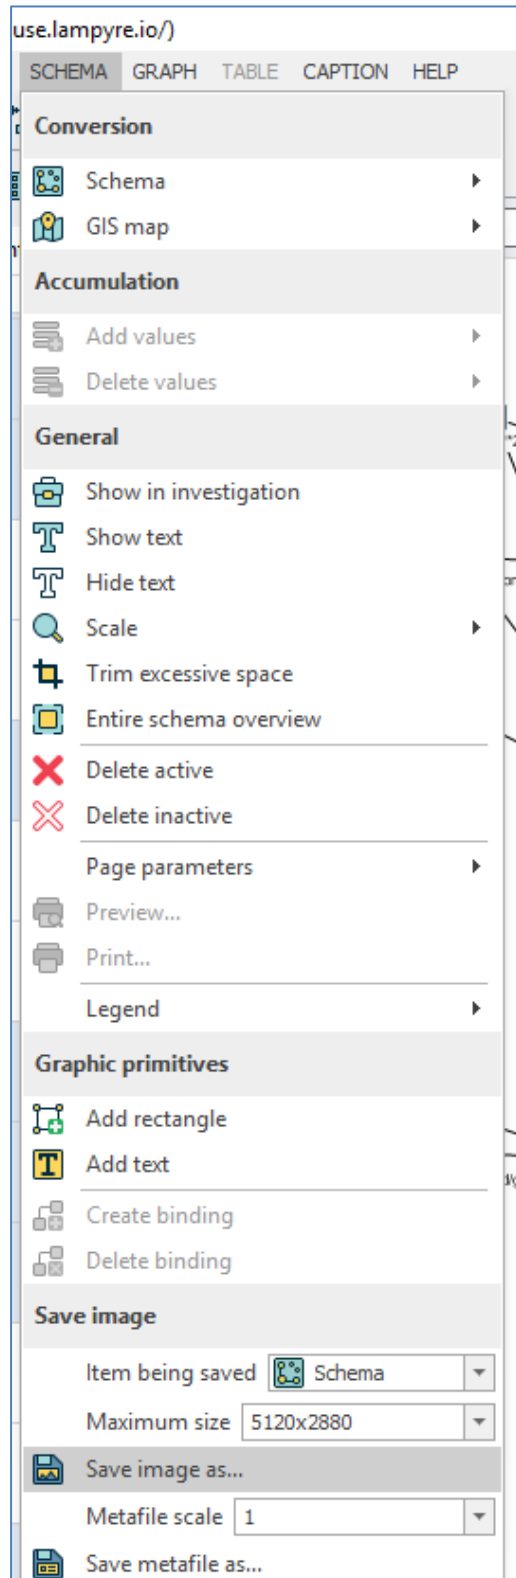 use.lampyre.io/)
SCHEMA GRAPH TABLE CAPTION HELP
Conversion
Schema
GIS map
Accumulation
Add values
Delete values
General
Show in investigation
Show text
Hide text
Scale
Trim excessive space
Entire schema overview
Delete active
Delete inactive
Page parameters
Preview...
Print...
Legend
Graphic primitives
Add rectangle
Add text
Create binding
Delete binding
Save image
Item being saved Schema
Maximum size 5120x2880
Save image as...
Metafile scale 1
Save metafile as...